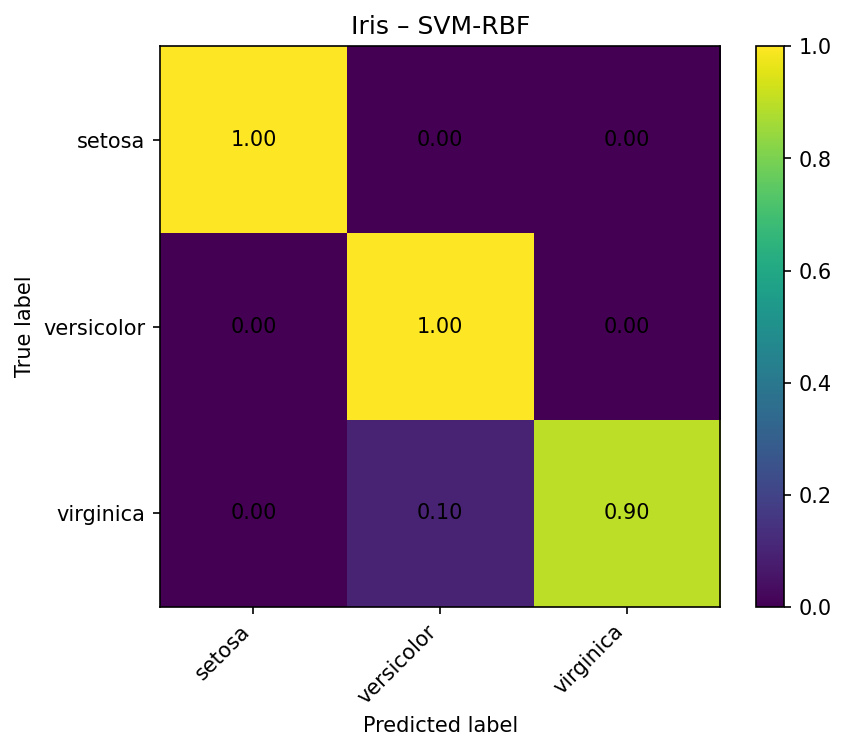 Iris – SVM-RBF
True label
setosa 1.00 0.00 0.00
versicolor 0.00 1.00 0.00
virginica 0.00 0.10 0.90
setosa versicolor virginica
Predicted label
1.0
0.8
0.6
0.4
0.2
0.0